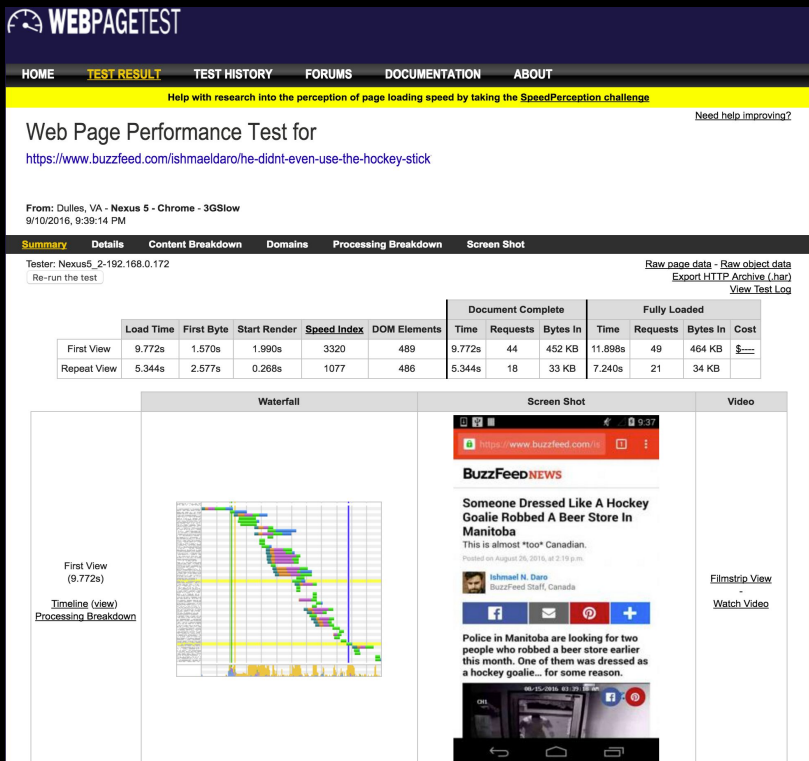 WEBPAGETEST
HOME TEST RESULT TEST HISTORY FORUMS DOCUMENTATION ABOUT
Help with research into the perception of page loading speed by taking the SpeedPerception challenge
Need help improving?
Web Page Performance Test for
https://www.buzzfeed.com/ishmaeldaro/he-didnt-even-use-the-hockey-stick
From: Dulles, VA - Nexus 5 - Chrome - 3GSlow
9/10/2016, 9:39:14 PM
Summary Details Content Breakdown Domains Processing Breakdown Screen Shot
Tester: Nexus5_2-192.168.0.172
Re-run the test
Raw page data - Raw object data
Export HTTP Archive (.har)
View Test Log
Document Complete Fully Loaded
Load Time First Byte Start Render Speed Index DOM Elements Time Requests Bytes In Time Requests Bytes In Cost
First View 9.772s 1.570s 1.990s 3320 489 9.772s 44 452 KB 11.898s 49 464 KB $----
Repeat View 5.344s 2.577s 0.268s 1077 486 5.344s 18 33 KB 7.240s 21 34 KB
Waterfall Screen Shot Video
9:37
https://www.buzzfeed.com/is
1
BuzzFeedNEWS
Someone Dressed Like A Hockey
Goalie Robbed A Beer Store In
Manitoba
This is almost *too* Canadian.
Posted on August 26, 2016, at 2:19 p.m.
Ishmael N. Daro
BuzzFeed Staff, Canada
Police in Manitoba are looking for two
people who robbed a beer store earlier
this month. One of them was dressed as
a hockey goalie... for some reason.
08/15/2016 03:39:18 AM
CH1
First View
(9.772s)
Timeline (view)
Processing Breakdown
Filmstrip View
-
Watch Video